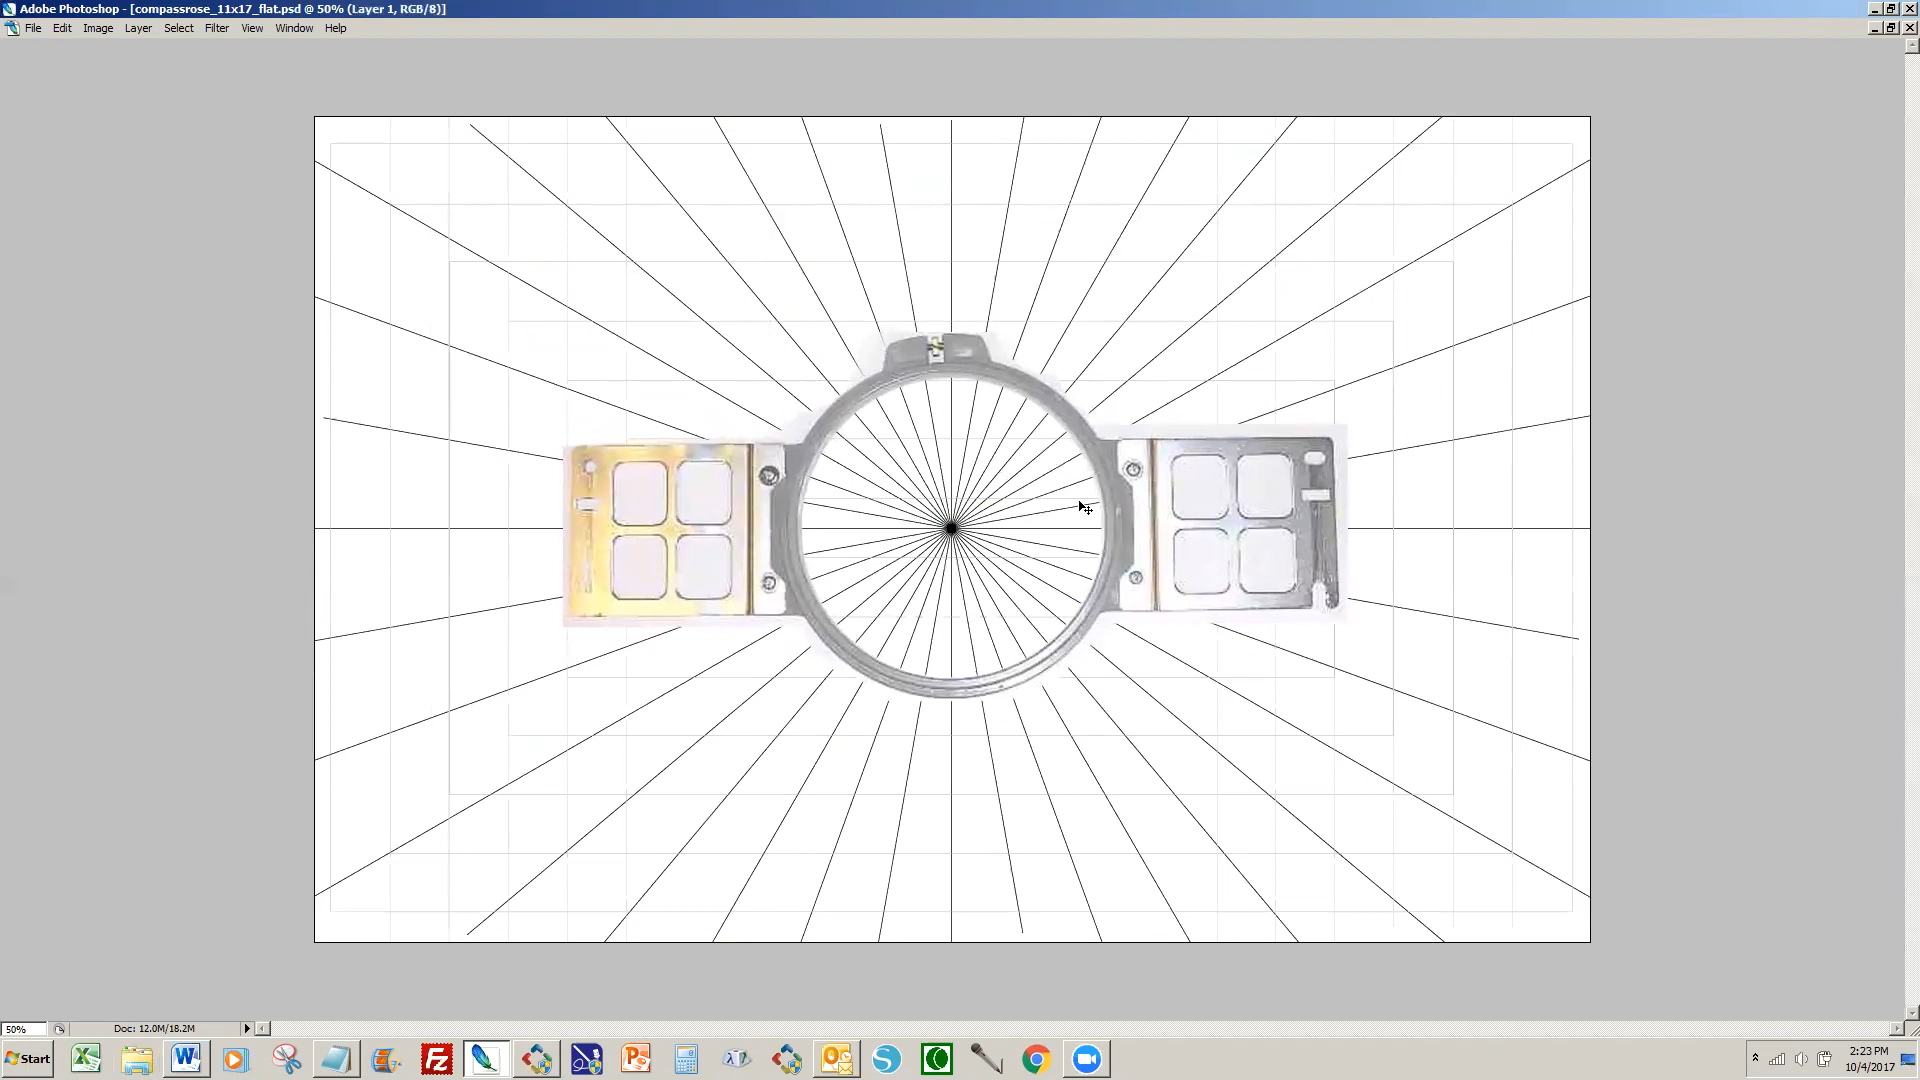 Adobe Photoshop - [compassrose_11x17_flat.psd @ 50% (Layer 1, RGB/8)]
File Edit Image Layer Select Filter View Window Help
50% Doc: 12.0M/18.2M
Start
2:23 PM
10/4/2017